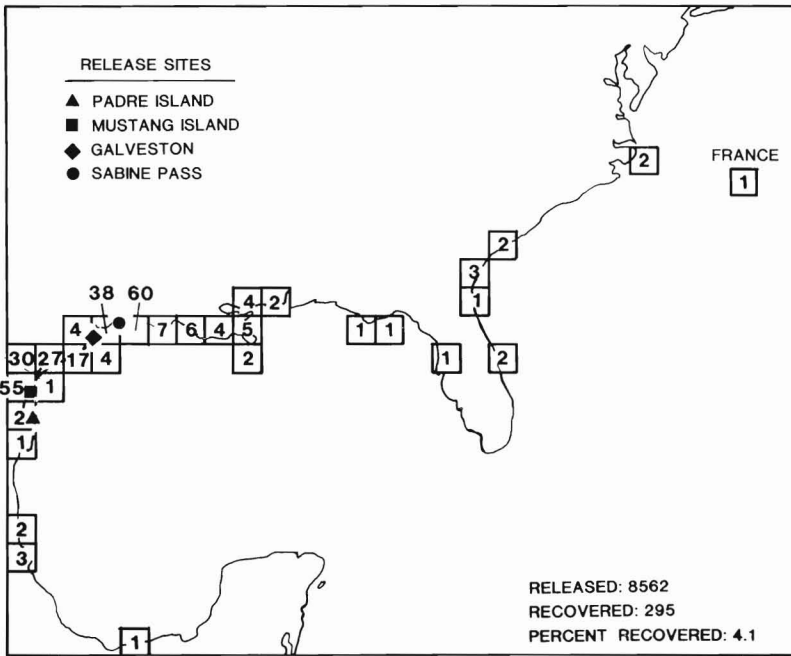 RELEASE SITES
▲ PADRE ISLAND
■ MUSTANG ISLAND
◆ GALVESTON
● SABINE PASS
2
FRANCE
1
2
3
1
38 60
4 2
4 7 6 4 5
1 1
30 27 17 4
2
1
2
55 1
2
1
2
3
1
RELEASED: 8562
RECOVERED: 295
PERCENT RECOVERED: 4.1